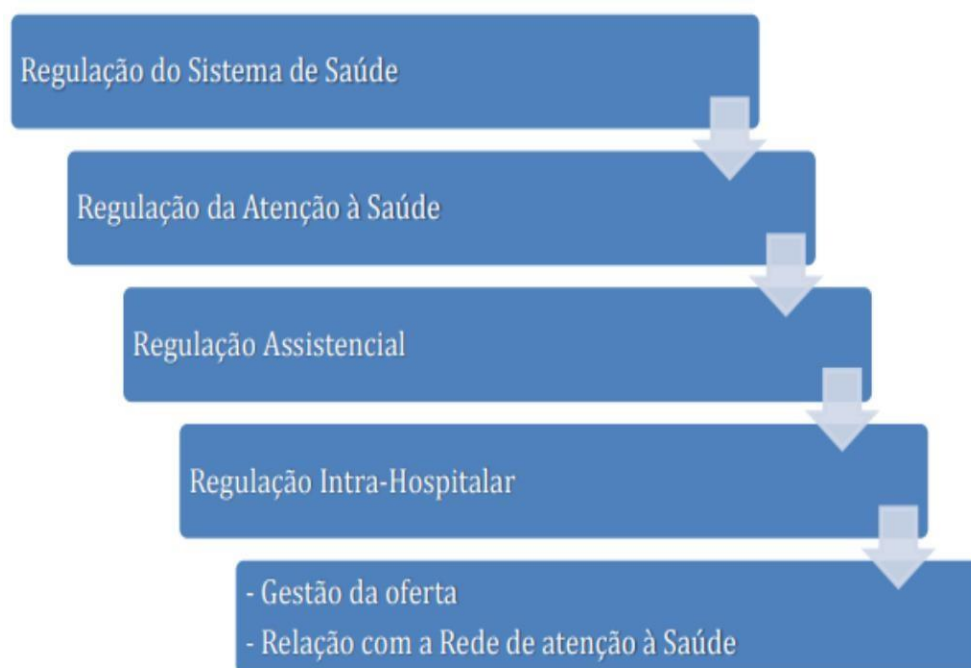 Regulação do Sistema de Saúde
Regulação da Atenção à Saúde
Regulação Assistencial
Regulação Intra-Hospitalar
- Gestão da oferta
- Relação com a Rede de atenção à Saúde